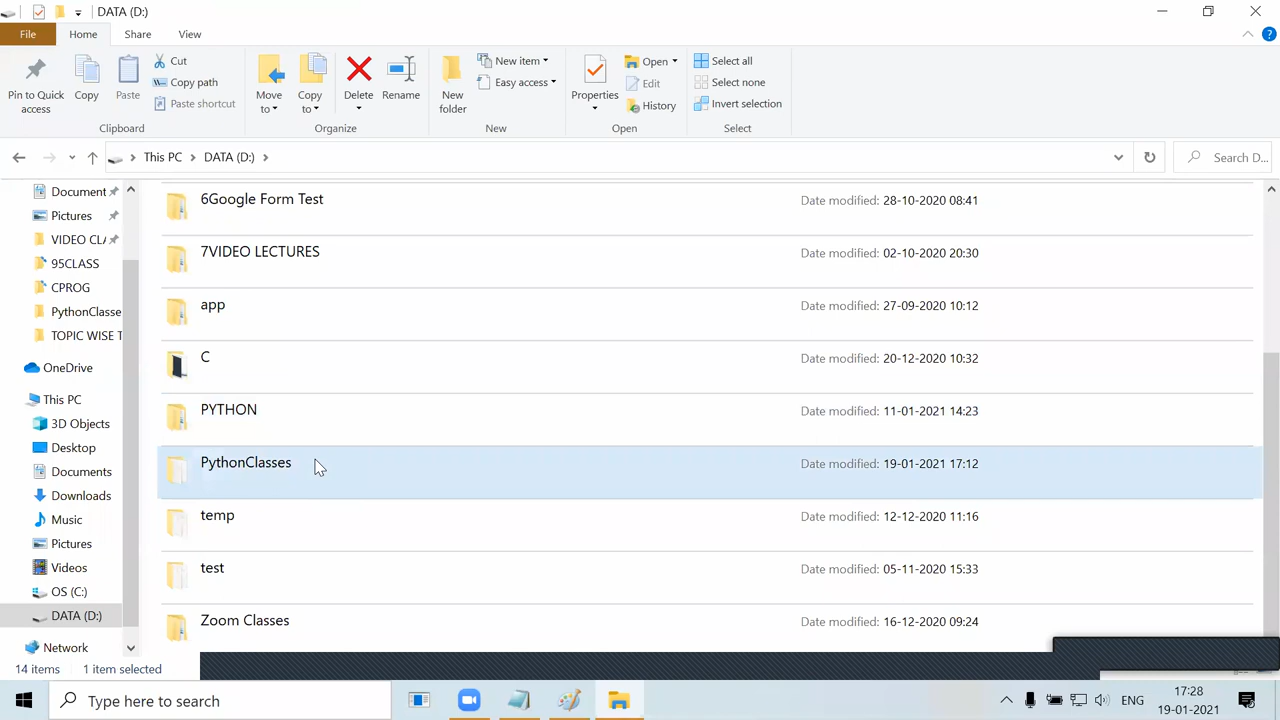 DATA (D:)
File Home Share View
Pin to Quick access
Copy
Paste
Cut
Copy path
Paste shortcut
Clipboard
Move to
Copy to
Delete
Rename
Organize
New folder
New item
Easy access
New
Properties
Open
Edit
History
Open
Select all
Select none
Invert selection
Select
This PC > DATA (D:) >
Search D...
Document
Pictures
VIDEO CLA
95CLASS
CPROG
PythonClasse
TOPIC WISE T
OneDrive
This PC
3D Objects
Desktop
Documents
Downloads
Music
Pictures
Videos
OS (C:)
DATA (D:)
Network
6Google Form Test Date modified: 28-10-2020 08:41
7VIDEO LECTURES Date modified: 02-10-2020 20:30
app Date modified: 27-09-2020 10:12
C Date modified: 20-12-2020 10:32
PYTHON Date modified: 11-01-2021 14:23
PythonClasses Date modified: 19-01-2021 17:12
temp Date modified: 12-12-2020 11:16
test Date modified: 05-11-2020 15:33
Zoom Classes Date modified: 16-12-2020 09:24
14 items 1 item selected
Type here to search
ENG
17:28
19-01-2021